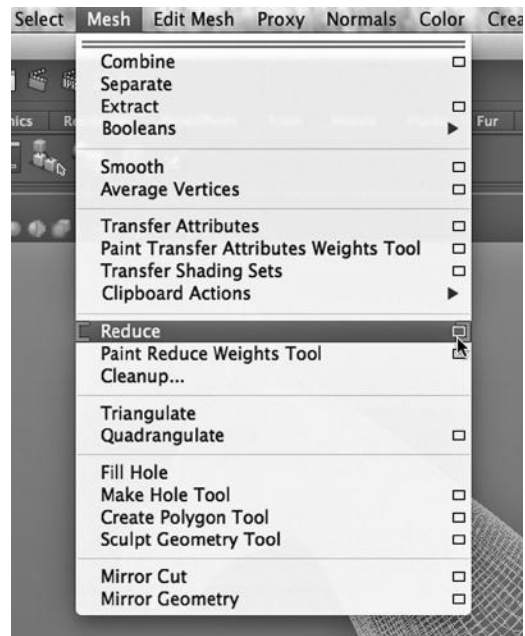 Select Mesh Edit Mesh Proxy Normals Color
Combine
Separate
Extract
Booleans
Fur
Smooth
Average Vertices
Transfer Attributes
Paint Transfer Attributes Weights Tool
Transfer Shading Sets
Clipboard Actions
Reduce
Paint Reduce Weights Tool
Cleanup...
Triangulate
Quadrangulate
Fill Hole
Make Hole Tool
Create Polygon Tool
Sculpt Geometry Tool
Mirror Cut
Mirror Geometry